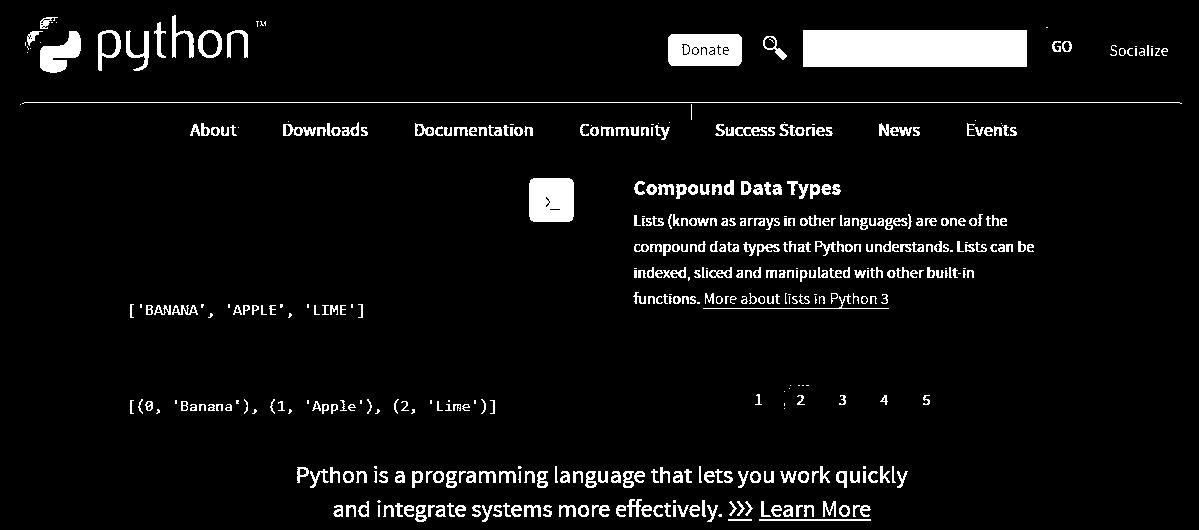 python™
Donate
GO
Socialize
About Downloads Documentation Community Success Stories News Events
>_
Compound Data Types
Lists (known as arrays in other languages) are one of the
compound data types that Python understands. Lists can be
indexed, sliced and manipulated with other built-in
functions. More about lists in Python 3
['BANANA', 'APPLE', 'LIME']
[(0, 'Banana'), (1, 'Apple'), (2, 'Lime')]
1 2 3 4 5
Python is a programming language that lets you work quickly
and integrate systems more effectively. >>> Learn More